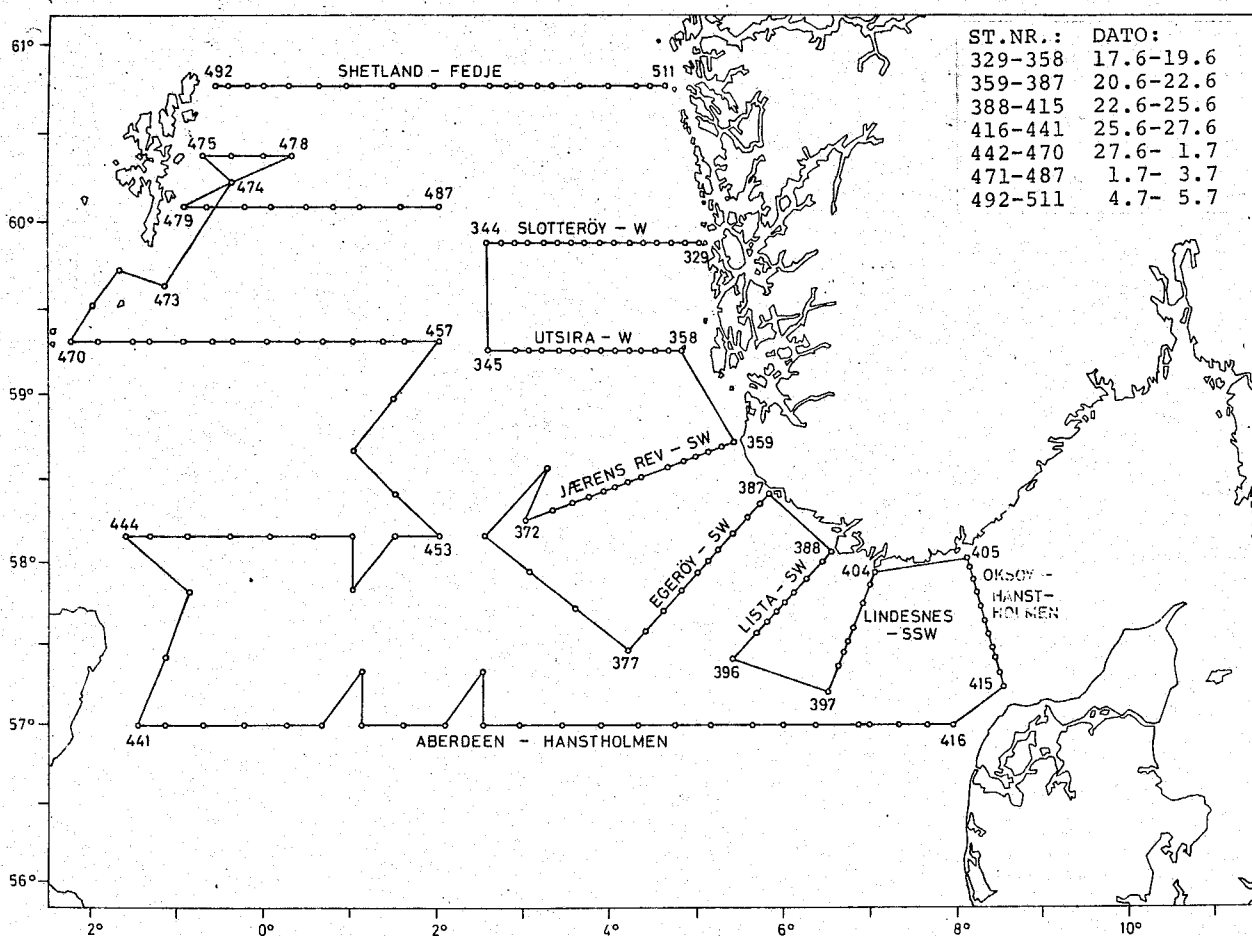 ST.NR.: DATO:
329-358 17.6-19.6
359-387 20.6-22.6
388-415 22.6-25.6
416-441 25.6-27.6
442-470 27.6- 1.7
471-487 1.7- 3.7
492-511 4.7- 5.7
61°
60°
59°
58°
57°
56°
492
SHETLAND - FEDJE
511
475
478
474
479
487
344
SLOTTERÖY - W
329
473
470
457
345
UTSIRA - W
358
359
JÆRENS REV - SW
372
387
444
453
388
EGERÖY - SW
404
405
OKSÖY -
HANST-
HOLMEN
LISTA - SW
LINDESNES
-SSW
377
396
397
415
441
ABERDEEN - HANSTHOLMEN
416
2°
0°
2°
4°
6°
8°
10°